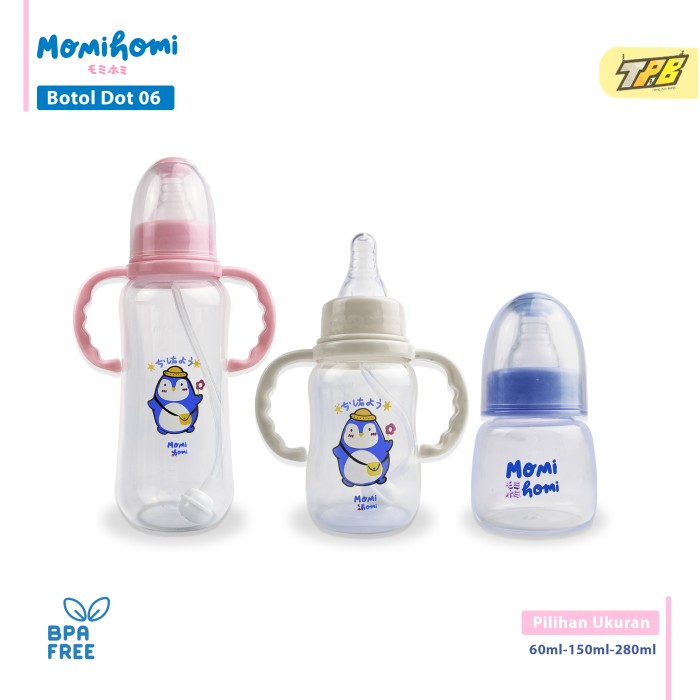 Momihomi
モミホミ
Botol Dot 06
TPB
Momi
homi
Momi
homi
Momi
homi
BPA
FREE
Pilihan Ukuran
60ml-150ml-280ml